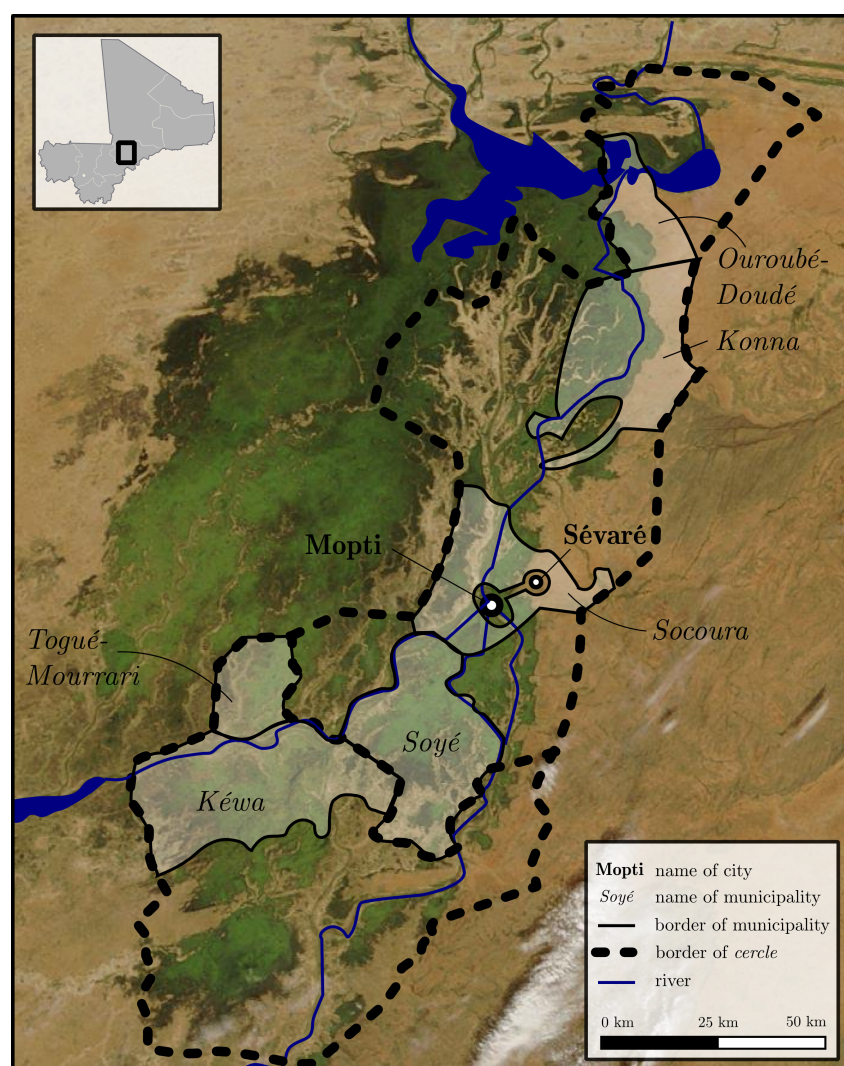 Ouroubé-
Doudé
Konna
Mopti
Sévaré
Socoura
Togué-
Mourrari
Soyé
Kéwa
Mopti name of city
Soyé name of municipality
border of municipality
border of cercle
river
0 km 25 km 50 km